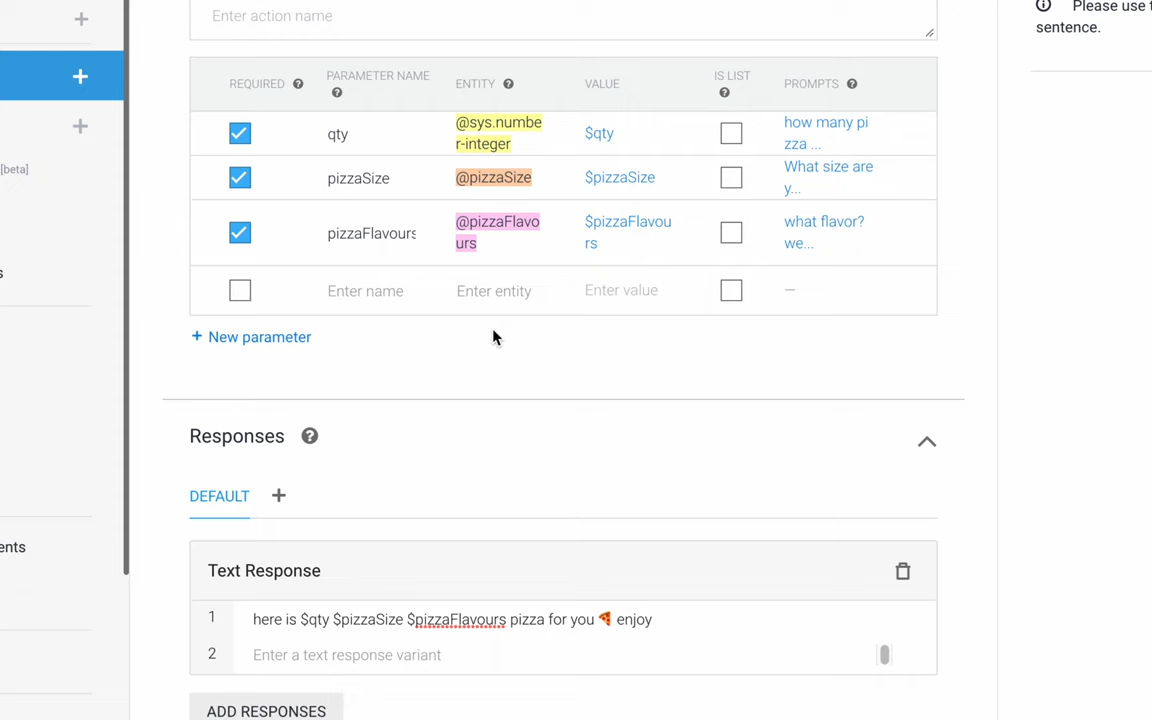 Enter action name
Please use t
sentence.
REQUIRED
PARAMETER NAME
ENTITY
VALUE
IS LIST
PROMPTS
qty
@sys.numbe
r-integer
$qty
how many pi
zza ...
pizzaSize
@pizzaSize
$pizzaSize
What size are
y...
pizzaFlavours
@pizzaFlavo
urs
$pizzaFlavou
rs
what flavor?
we...
Enter name
Enter entity
Enter value
—
+ New parameter
[beta]
s
ents
Responses
DEFAULT
Text Response
1 here is $qty $pizzaSize $pizzaFlavours pizza for you 🍕 enjoy
2 Enter a text response variant
ADD RESPONSES